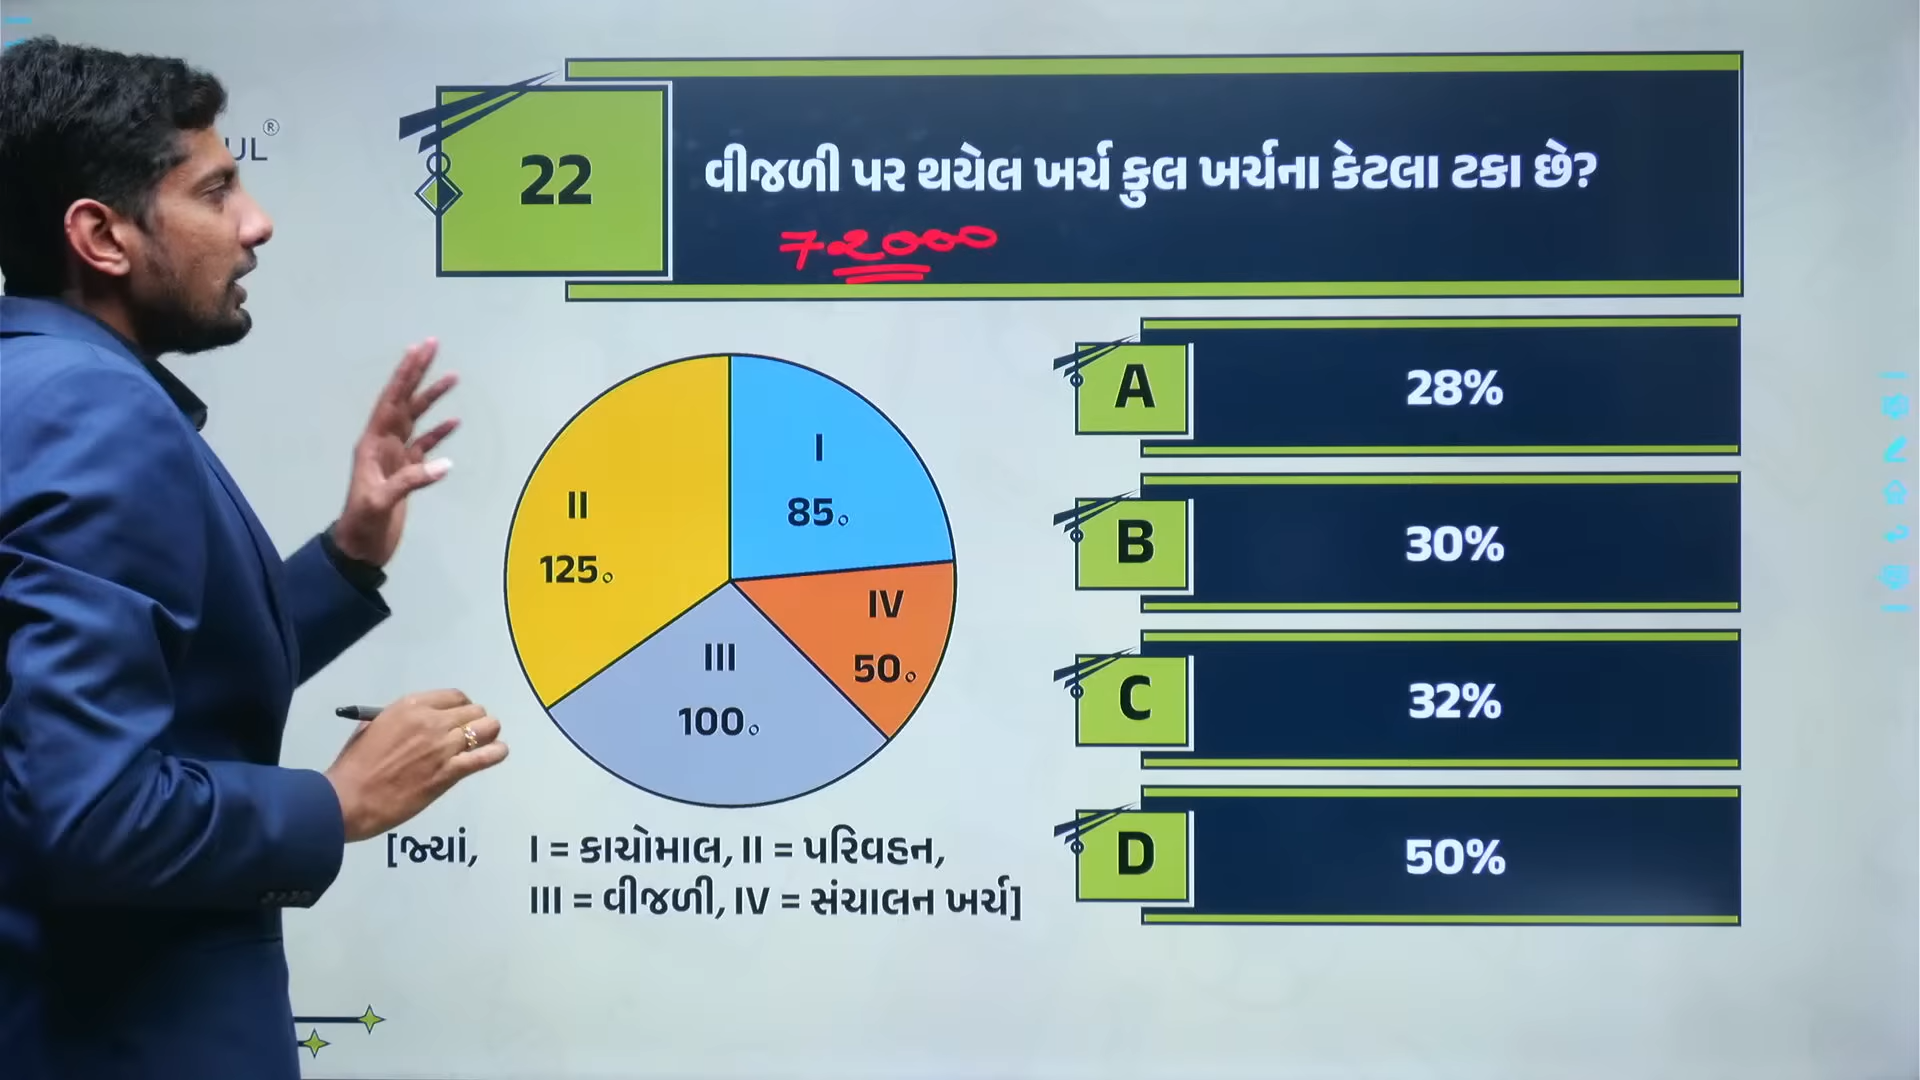 UL®
22
વીજળી પર થયેલ ખર્ચ કુલ ખર્ચના કેટલા ટકા છે?
72000
I
85°
II
125°
III
100°
IV
50°
[જ્યાં, I = કાચોમાલ, II = પરિવહન,
III = વીજળી, IV = સંચાલન ખર્ચ]
A 28%
B 30%
C 32%
D 50%